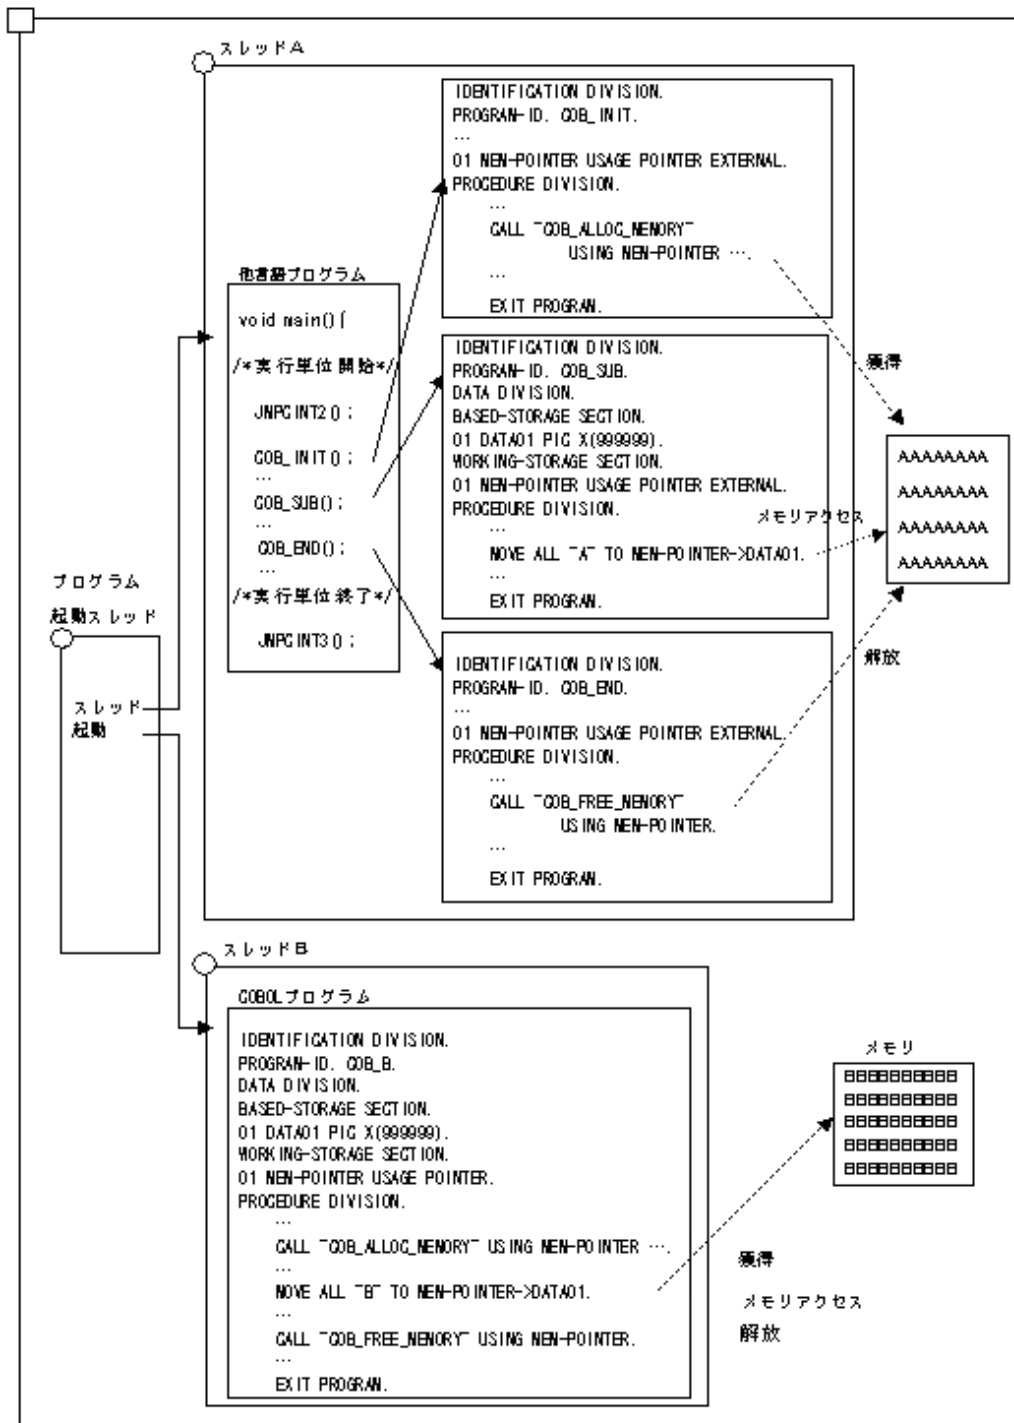 スレッドA
IDENTIFICATION DIVISION.
PROGRAM-ID. COB_INIT.
…
01 MEM-POINTER USAGE POINTER EXTERNAL.
PROCEDURE DIVISION.
…
CALL "COB_ALLOC_MEMORY"
USING MEM-POINTER ….
…
EXIT PROGRAM.
他言語プログラム
void main(){
/*実行単位開始*/
JMPCINT2();
COB_INIT();
…
COB_SUB();
…
COB_END();
…
/*実行単位終了*/
JMPCINT3();
IDENTIFICATION DIVISION.
PROGRAM-ID. COB_SUB.
DATA DIVISION.
BASED-STORAGE SECTION.
01 DATA01 PIC X(999999).
WORKING-STORAGE SECTION.
01 MEM-POINTER USAGE POINTER EXTERNAL.
PROCEDURE DIVISION.
…
MOVE ALL "A" TO MEM-POINTER->DATA01.
…
EXIT PROGRAM.
獲得
メモリアクセス
解放
AAAAAAAA
AAAAAAAA
AAAAAAAA
AAAAAAAA
IDENTIFICATION DIVISION.
PROGRAM-ID. COB_END.
…
01 MEM-POINTER USAGE POINTER EXTERNAL.
PROCEDURE DIVISION.
…
CALL "COB_FREE_MEMORY"
USING MEM-POINTER.
…
EXIT PROGRAM.
プログラム
起動スレッド
スレッド
起動
スレッドB
COBOLプログラム
IDENTIFICATION DIVISION.
PROGRAM-ID. COB_B.
DATA DIVISION.
BASED-STORAGE SECTION.
01 DATA01 PIC X(999999).
WORKING-STORAGE SECTION.
01 MEM-POINTER USAGE POINTER.
PROCEDURE DIVISION.
…
CALL "COB_ALLOC_MEMORY" USING MEM-POINTER ….
…
MOVE ALL "B" TO MEM-POINTER->DATA01.
…
CALL "COB_FREE_MEMORY" USING MEM-POINTER.
…
EXIT PROGRAM.
メモリ
BBBBBBBBBB
BBBBBBBBBB
BBBBBBBBBB
BBBBBBBBBB
BBBBBBBBBB
獲得
メモリアクセス
解放